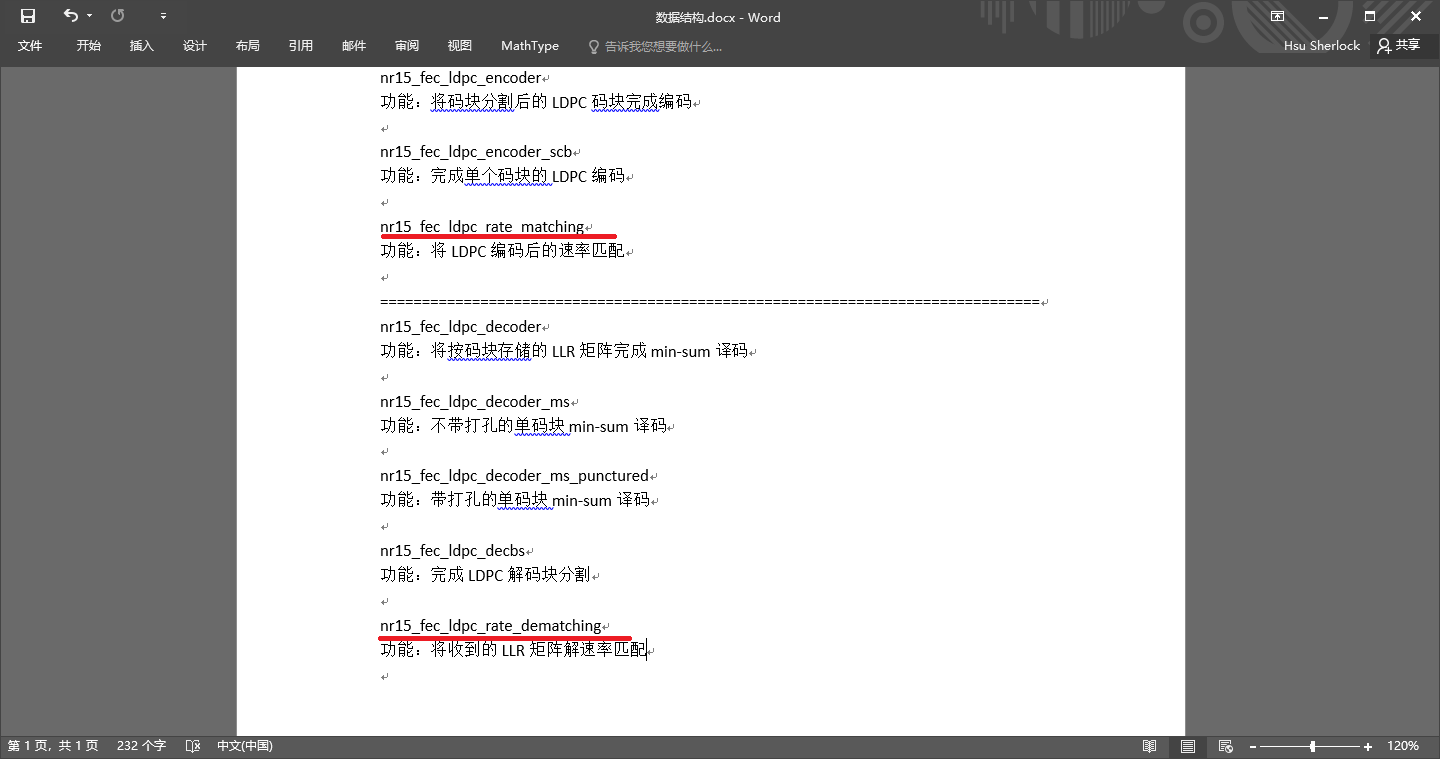 数据结构.docx - Word
文件 开始 插入 设计 布局 引用 邮件 审阅 视图 MathType 告诉我您想要做什么... Hsu Sherlock 共享
nr15_fec_ldpc_encoder
功能：将码块分割后的 LDPC 码块完成编码
nr15_fec_ldpc_encoder_scb
功能：完成单个码块的 LDPC 编码
nr15_fec_ldpc_rate_matching
功能：将 LDPC 编码后的速率匹配
===============================================================================
nr15_fec_ldpc_decoder
功能：将按码块存储的 LLR 矩阵完成 min-sum 译码
nr15_fec_ldpc_decoder_ms
功能：不带打孔的单码块 min-sum 译码
nr15_fec_ldpc_decoder_ms_punctured
功能：带打孔的单码块 min-sum 译码
nr15_fec_ldpc_decbs
功能：完成 LDPC 解码块分割
nr15_fec_ldpc_rate_dematching
功能：将收到的 LLR 矩阵解速率匹配
第 1 页，共 1 页 232 个字 中文(中国) 120%